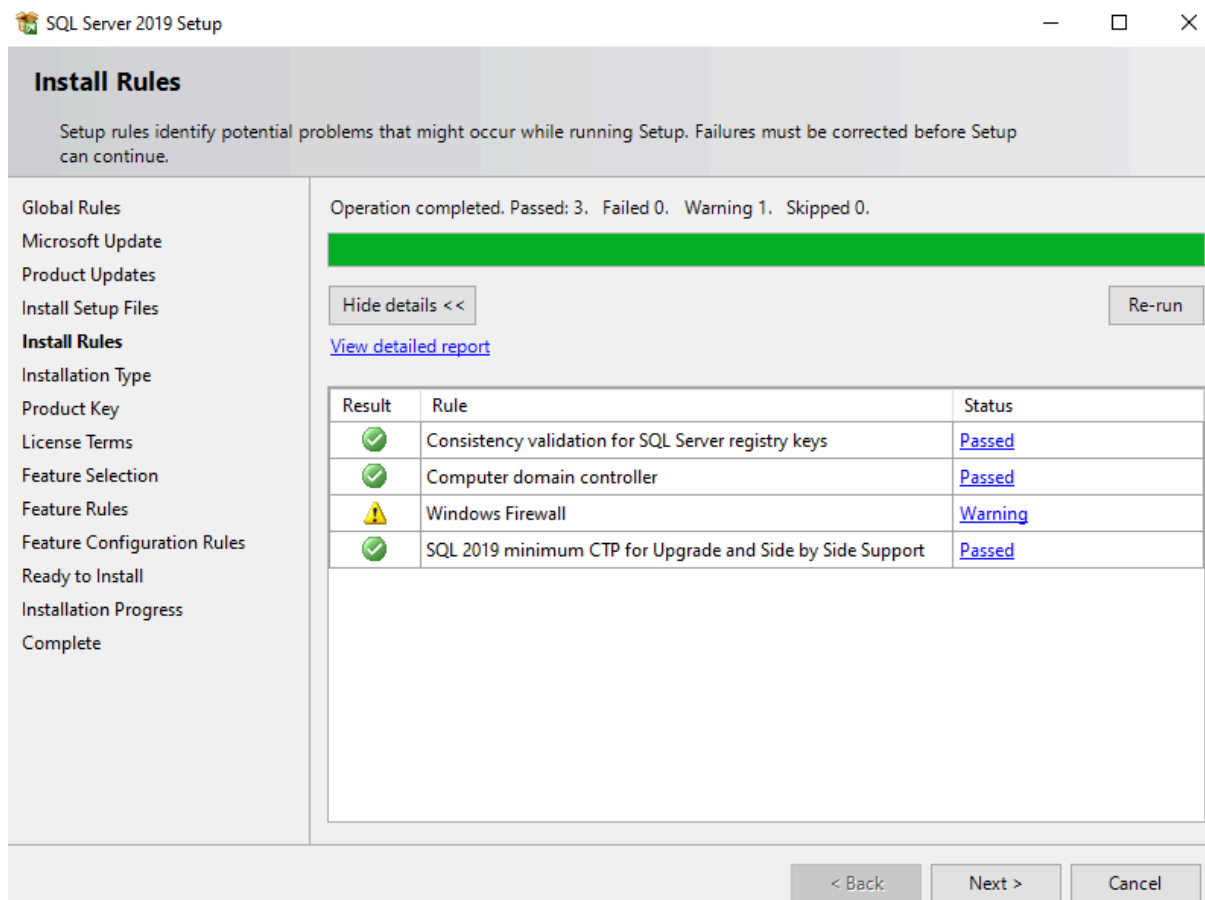 SQL Server 2019 Setup
Install Rules
Setup rules identify potential problems that might occur while running Setup. Failures must be corrected before Setup
can continue.
Global Rules
Microsoft Update
Product Updates
Install Setup Files
Install Rules
Installation Type
Product Key
License Terms
Feature Selection
Feature Rules
Feature Configuration Rules
Ready to Install
Installation Progress
Complete
Operation completed. Passed: 3. Failed 0. Warning 1. Skipped 0.
Hide details <<
Re-run
View detailed report
Result Rule Status
Consistency validation for SQL Server registry keys Passed
Computer domain controller Passed
Windows Firewall Warning
SQL 2019 minimum CTP for Upgrade and Side by Side Support Passed
< Back Next > Cancel